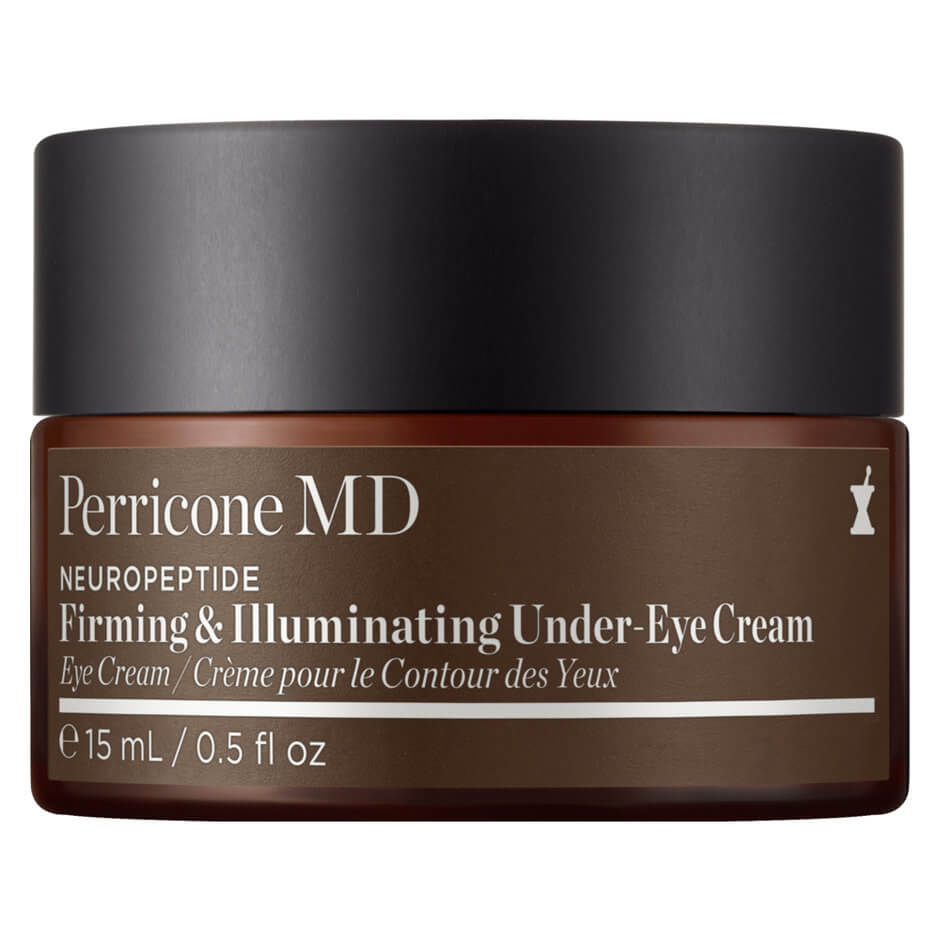 Perricone MD
NEUROPEPTIDE
Firming & Illuminating Under-Eye Cream
Eye Cream / Crème pour le Contour des Yeux
℮ 15 mL / 0.5 fl oz